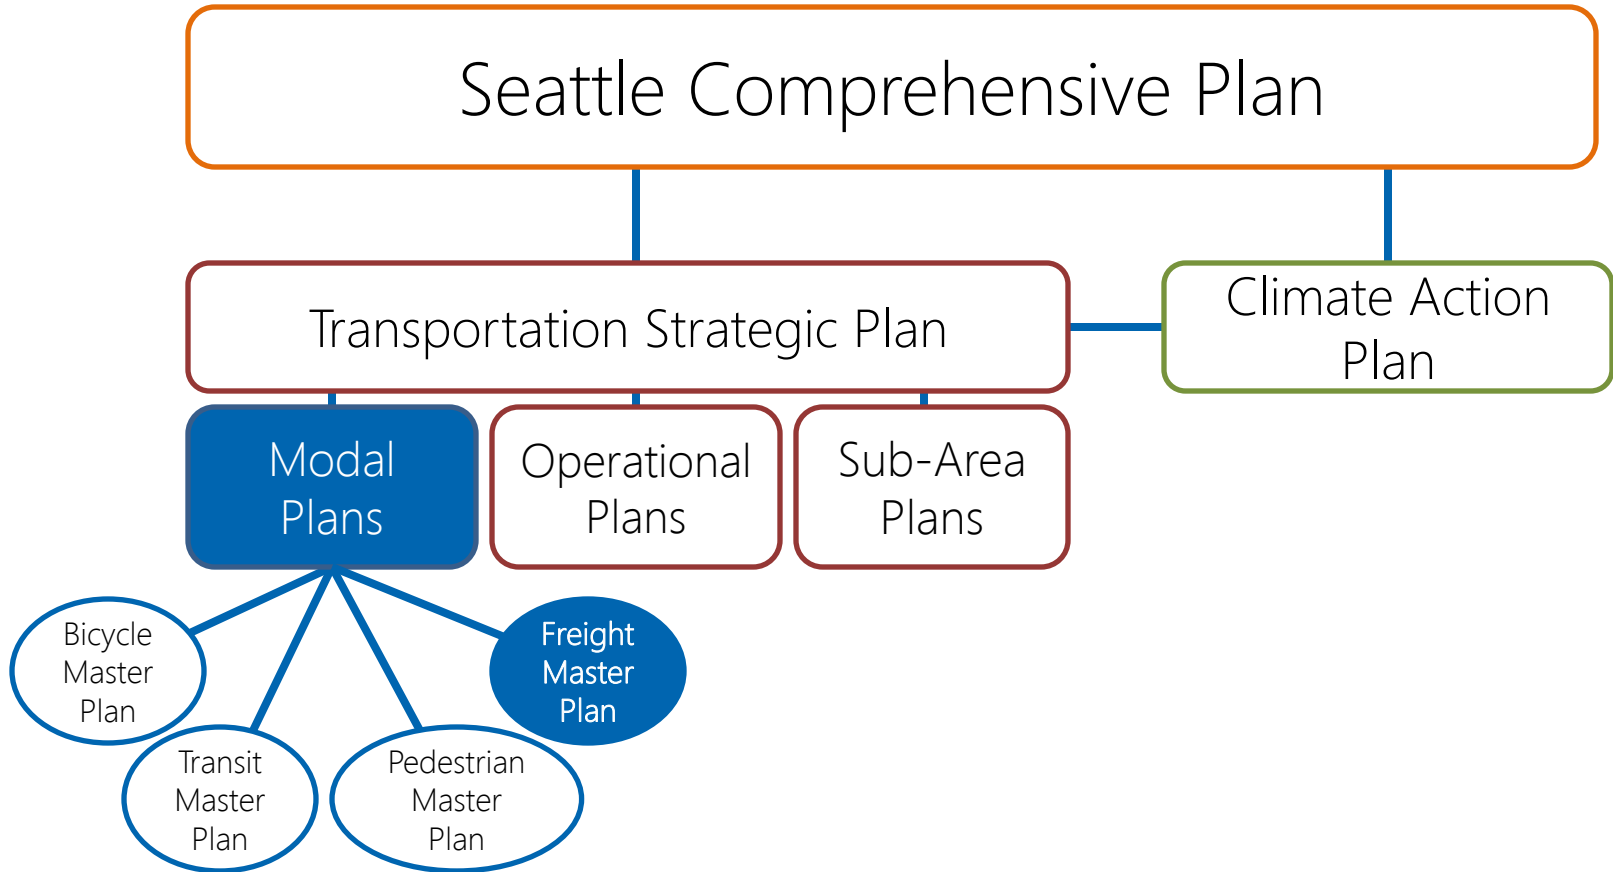 Seattle Comprehensive Plan
Transportation Strategic Plan
Climate Action
Plan
Modal
Plans
Operational
Plans
Sub-Area
Plans
Bicycle
Master
Plan
Transit
Master
Plan
Pedestrian
Master
Plan
Freight
Master
Plan